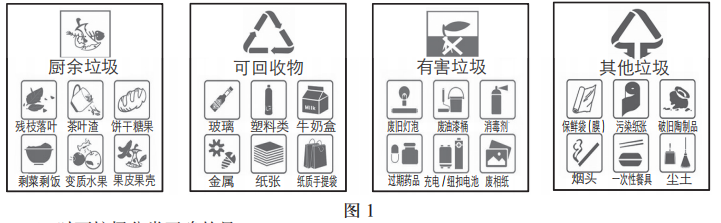 厨余垃圾
残枝落叶 茶叶渣 饼干糖果
剩菜剩饭 变质水果 果皮果壳
可回收物
玻璃 塑料类 牛奶盒
Milk
金属 纸张 纸质手提袋
有害垃圾
废旧灯泡 废油漆桶 消毒剂
过期药品 充电/纽扣电池 废相纸
其他垃圾
保鲜袋(膜) 污染纸张 破旧陶制品
烟头 一次性餐具 尘土
图 1